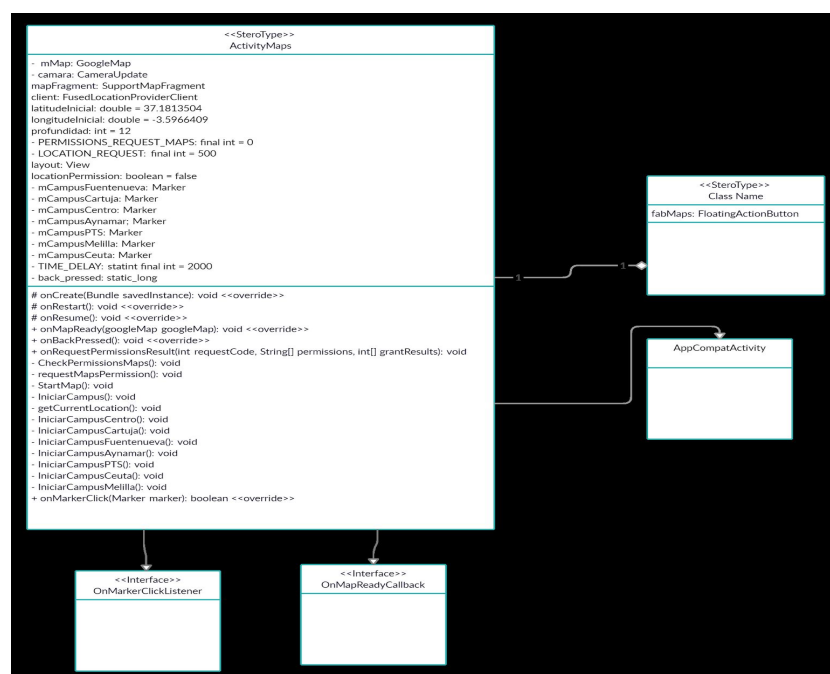 <<SteroType>>
ActivityMaps
- mMap: GoogleMap
- camara: CameraUpdate
mapFragment: SupportMapFragment
client: FusedLocationProviderClient
latitudeInicial: double = 37.1813504
longitudeInicial: double = -3.5966409
profundidad: int = 12
- PERMISSIONS_REQUEST_MAPS: final int = 0
- LOCATION_REQUEST: final int = 500
layout: View
locationPermission: boolean = false
- mCampusFuentenueva: Marker
- mCampusCartuja: Marker
- mCampusCentro: Marker
- mCampusAynamar; Marker
- mCampusPTS: Marker
- mCampusMelilla: Marker
- mCampusCeuta: Marker
- TIME_DELAY: statint final int = 2000
- back_pressed: static_long
# onCreate(Bundle savedInstance): void <<override>>
# onRestart(): void <<override>>
# onResume(): void <<override>>
+ onMapReady(googleMap googleMap): void <<override>>
+ onBackPressed(): void <<override>>
+ onRequestPermissionsResult(int requestCode, String[] permissions, int[] grantResults): void
- CheckPermissionsMaps(): void
- requestMapsPermission(): void
- StartMap(): void
- IniciarCampus(): void
- getCurrentLocation(): void
- IniciarCampusCentro(): void
- IniciarCampusCartuja(): void
- IniciarCampusFuentenueva(): void
- IniciarCampusAynamar(): void
- IniciarCampusPTS(): void
- IniciarCampusCeuta(): void
- IniciarCampusMelilla(): void
+ onMarkerClick(Marker marker): boolean <<override>>
<<SteroType>>
Class Name
fabMaps: FloatingActionButton
1
1
AppCompatActivity
<<Interface>>
OnMarkerClickListener
<<Interface>>
OnMapReadyCallback